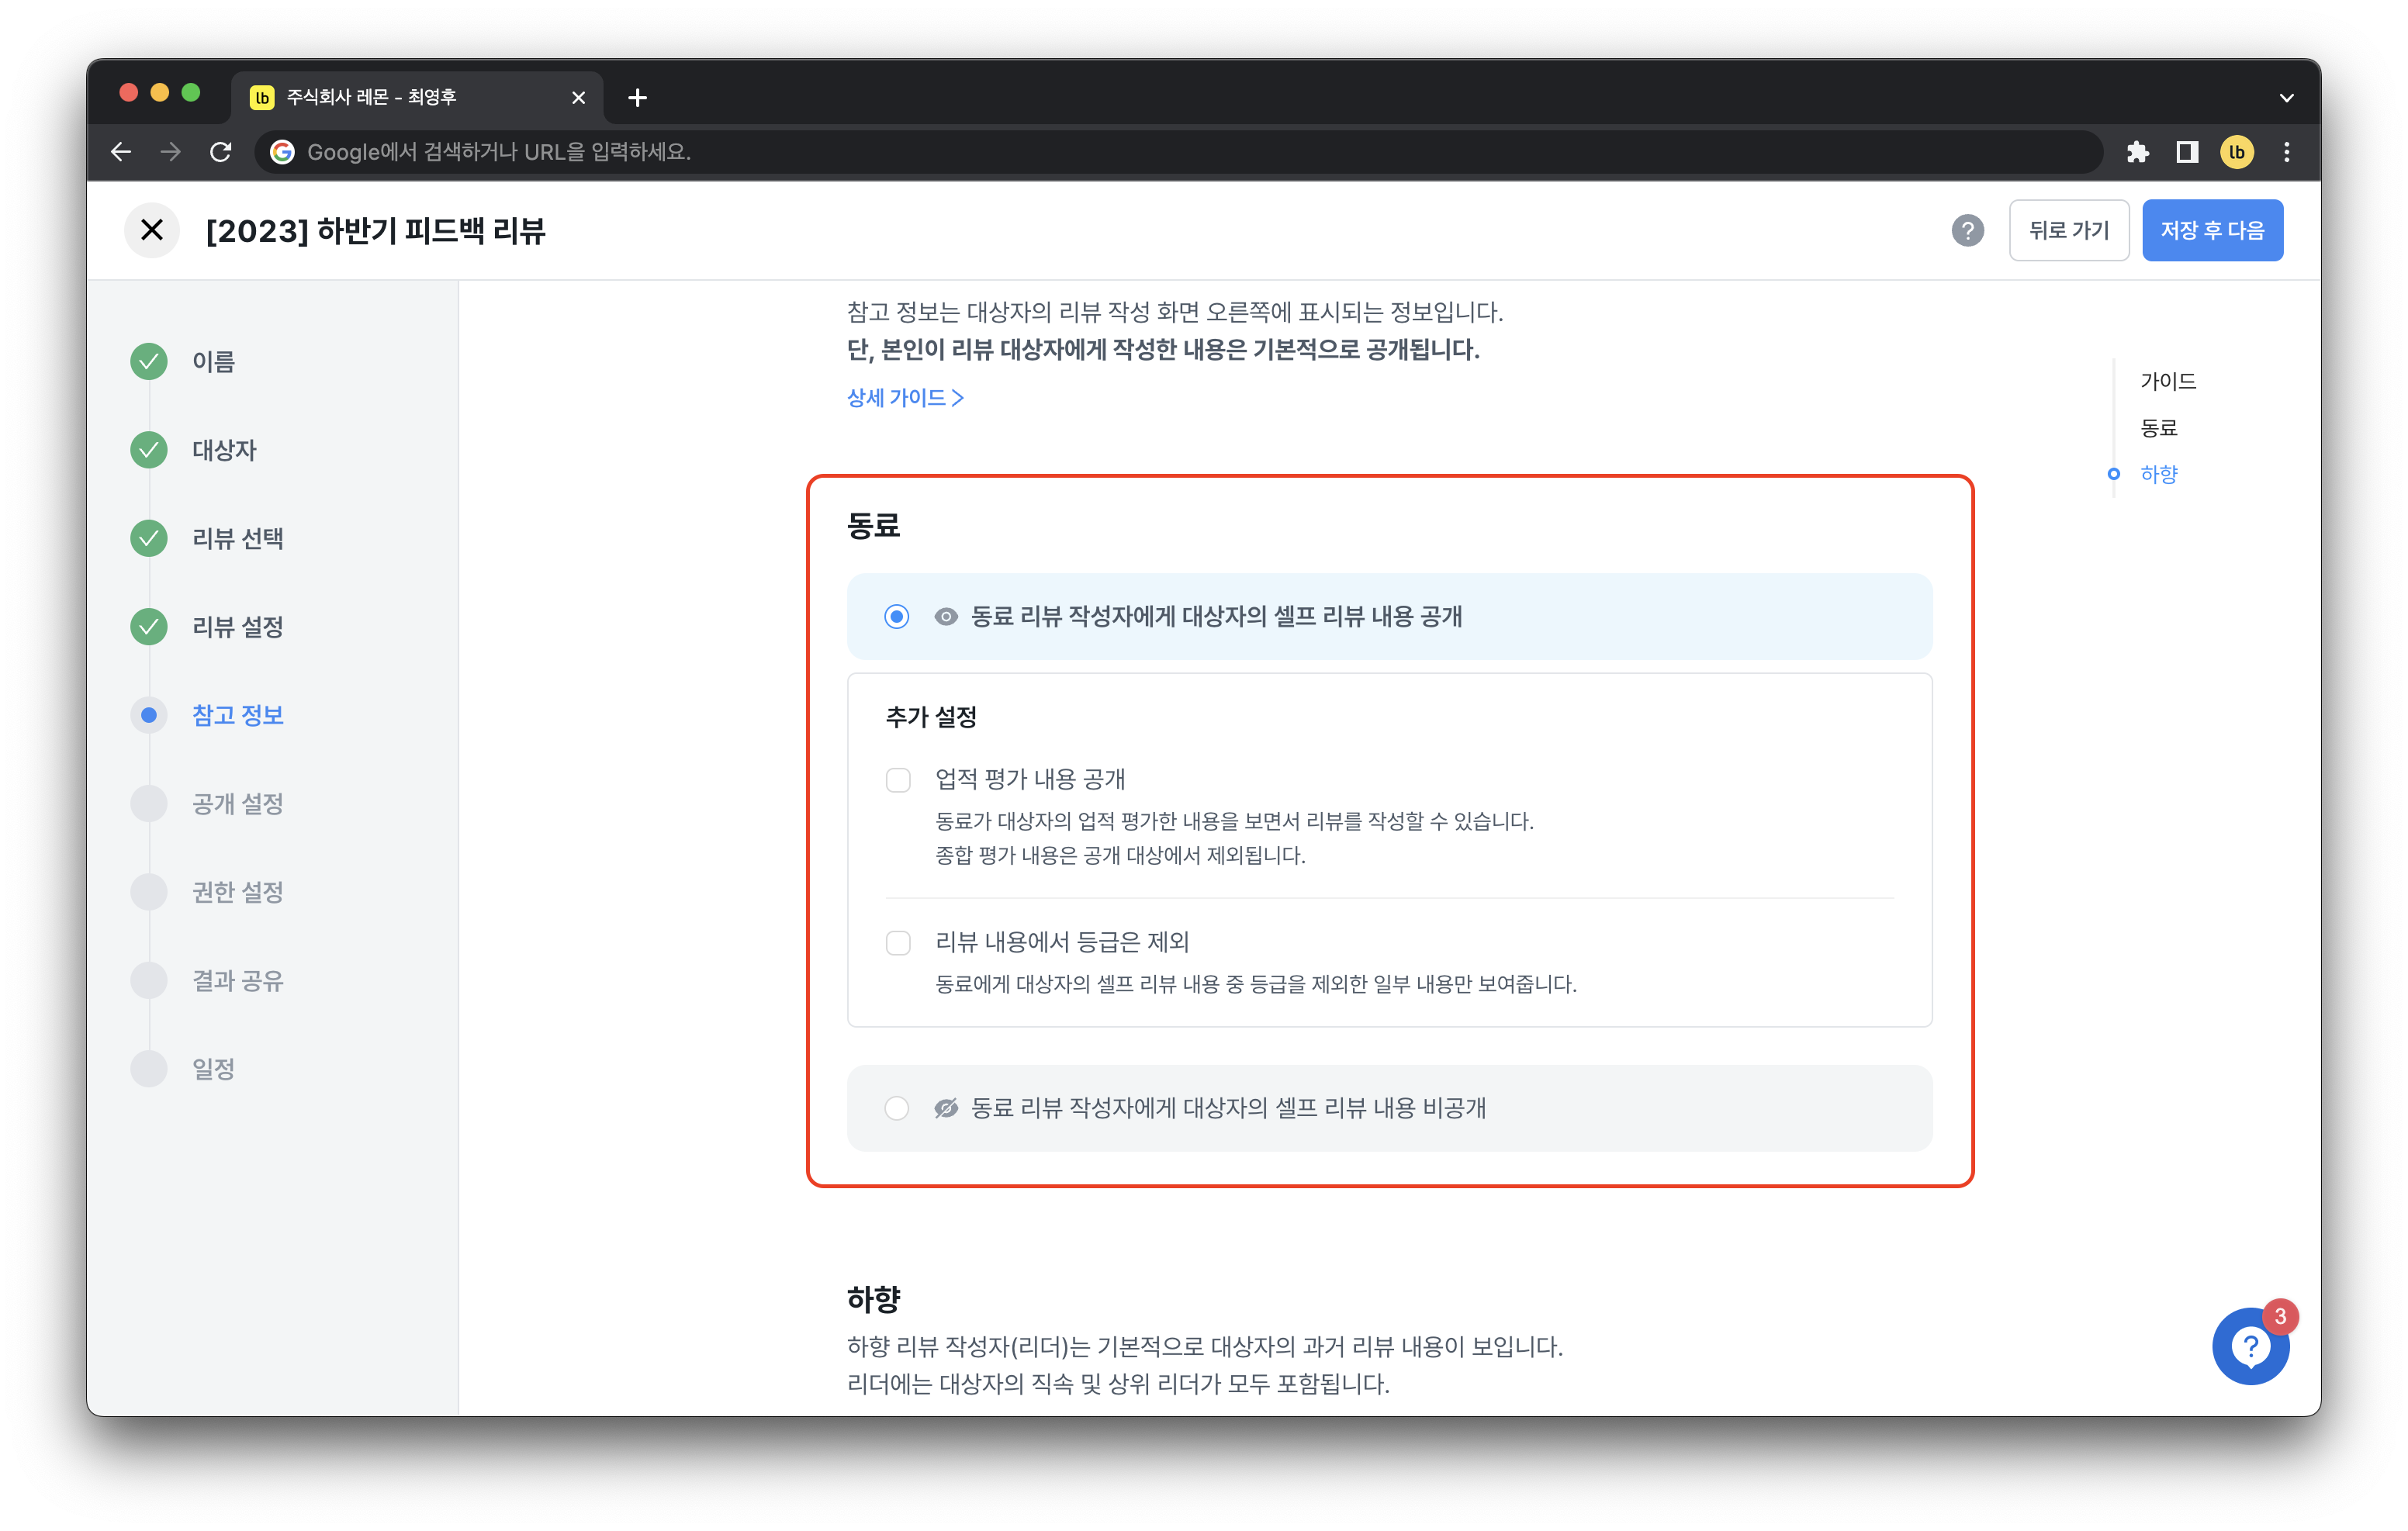 lb 주식회사 레몬 - 최영후
Google에서 검색하거나 URL을 입력하세요.
lb
[2023] 하반기 피드백 리뷰
?
뒤로 가기
저장 후 다음
이름
대상자
리뷰 선택
리뷰 설정
참고 정보
공개 설정
권한 설정
결과 공유
일정
참고 정보는 대상자의 리뷰 작성 화면 오른쪽에 표시되는 정보입니다.
단, 본인이 리뷰 대상자에게 작성한 내용은 기본적으로 공개됩니다.
상세 가이드 >
동료
동료 리뷰 작성자에게 대상자의 셀프 리뷰 내용 공개
추가 설정
업적 평가 내용 공개
동료가 대상자의 업적 평가한 내용을 보면서 리뷰를 작성할 수 있습니다.
종합 평가 내용은 공개 대상에서 제외됩니다.
리뷰 내용에서 등급은 제외
동료에게 대상자의 셀프 리뷰 내용 중 등급을 제외한 일부 내용만 보여줍니다.
동료 리뷰 작성자에게 대상자의 셀프 리뷰 내용 비공개
하향
하향 리뷰 작성자(리더)는 기본적으로 대상자의 과거 리뷰 내용이 보입니다.
리더에는 대상자의 직속 및 상위 리더가 모두 포함됩니다.
가이드
동료
하향
3
?